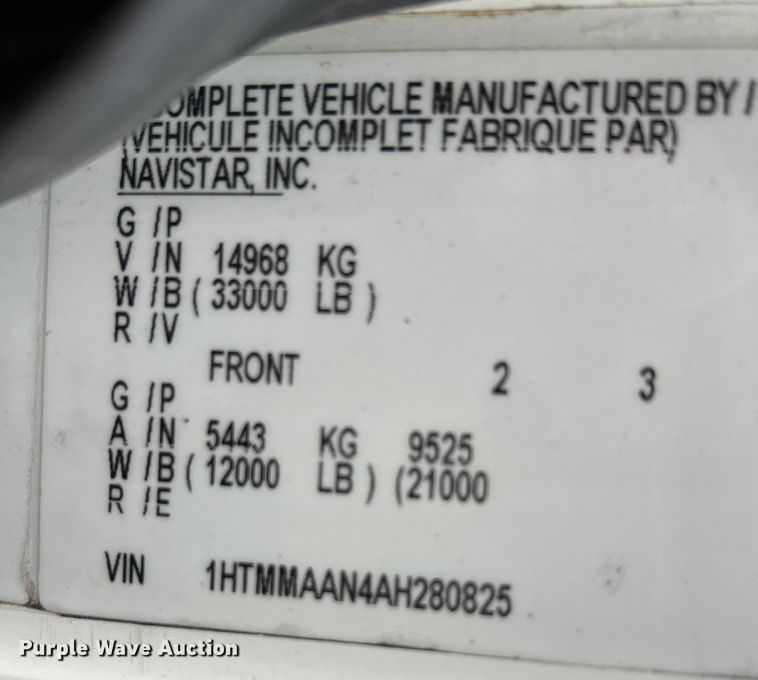 COMPLETE VEHICLE MANUFACTURED BY /
(VEHICULE INCOMPLET FABRIQUE PAR)
NAVISTAR, INC.
G /P
V /N 14968 KG
W /B ( 33000 LB )
R /V
FRONT 2 3
G /P
A /N 5443 KG 9525
W /B ( 12000 LB ) (21000
R /E
VIN 1HTMMAAN4AH280825
Purple Wave Auction